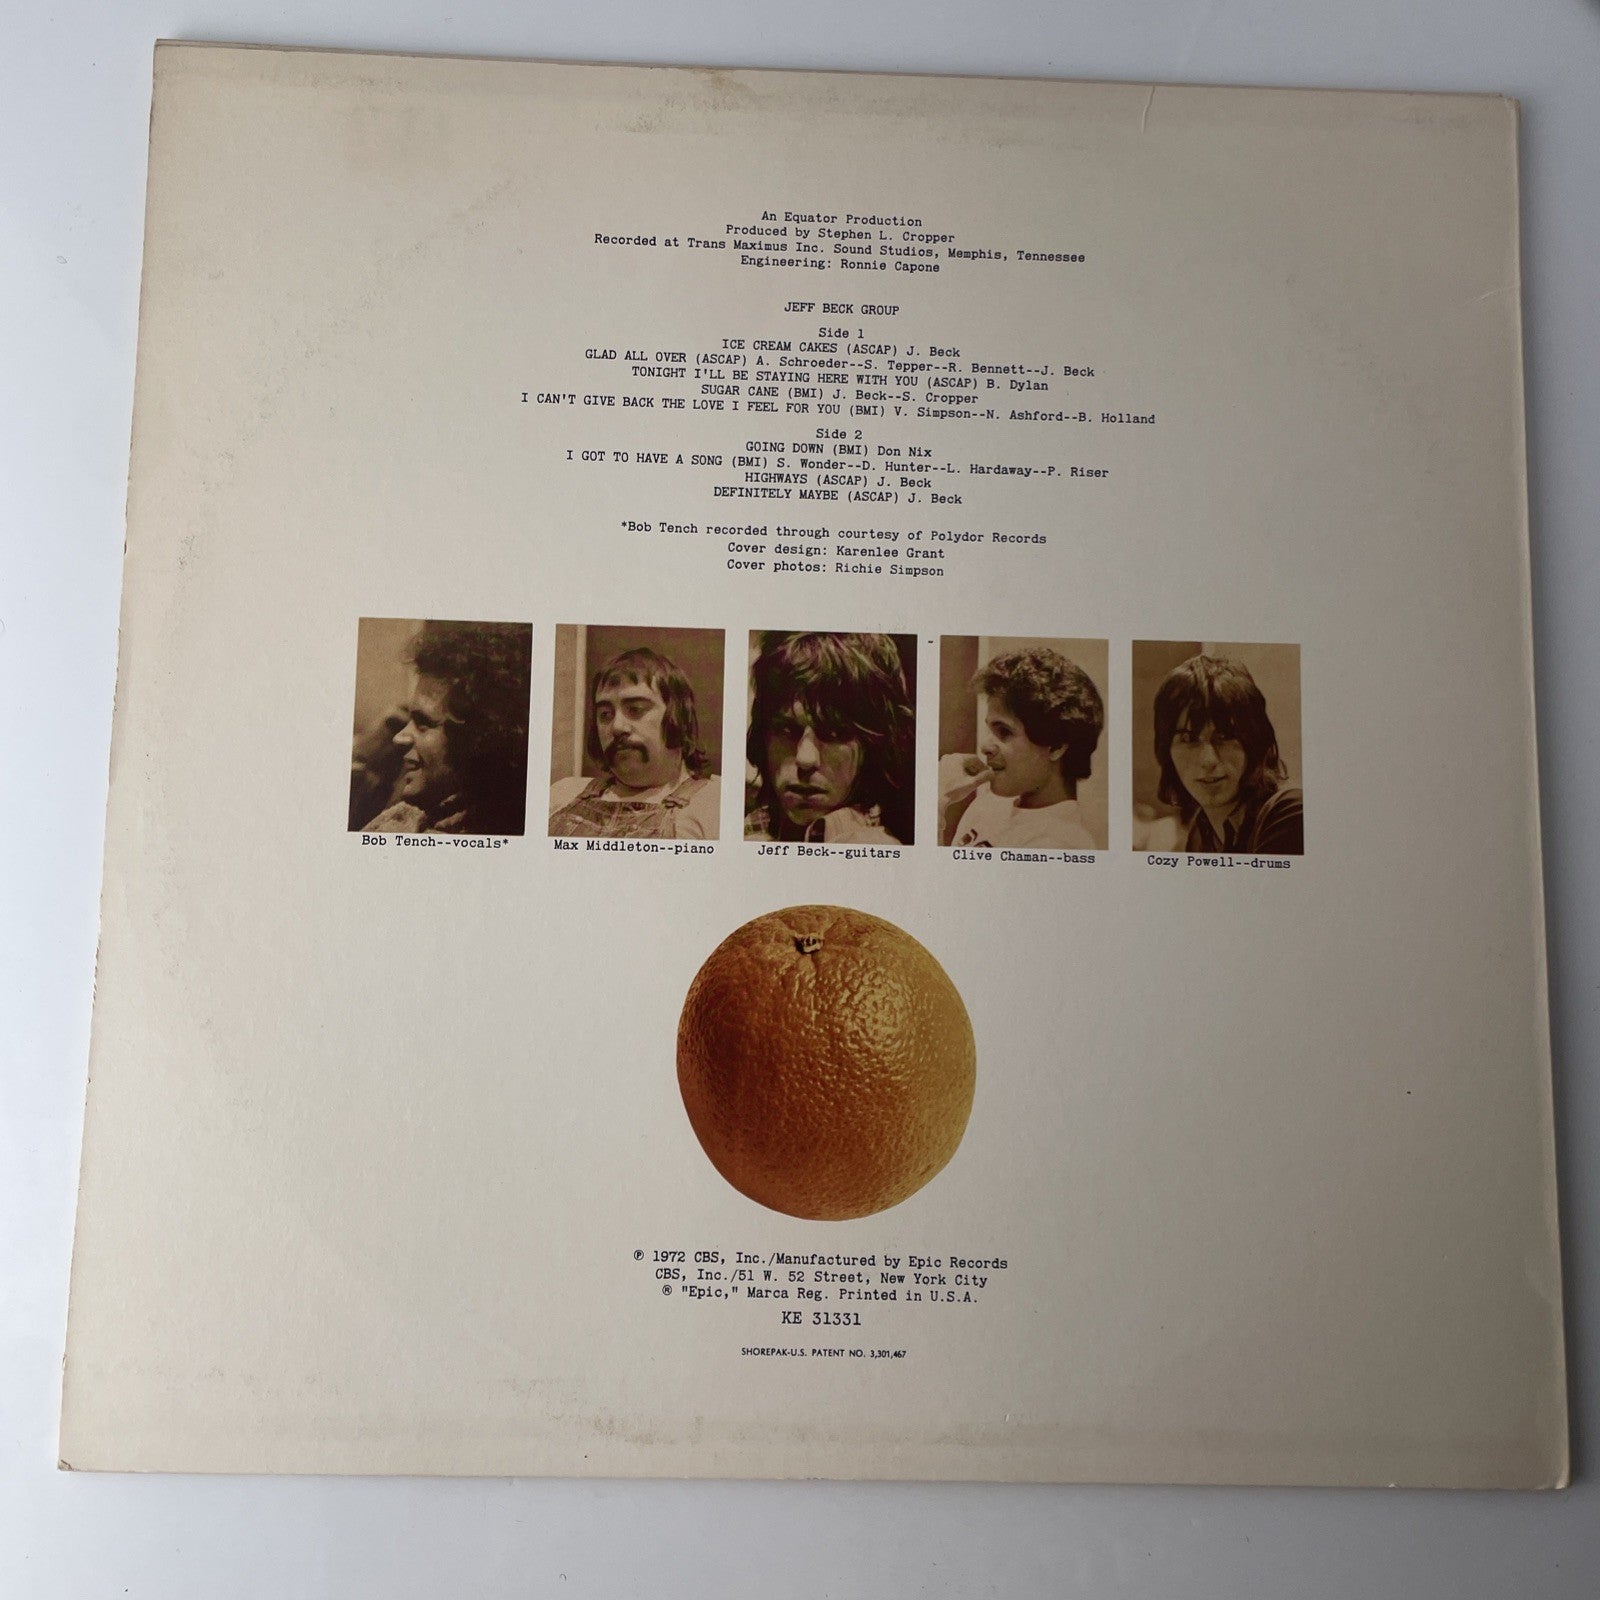 An Equator Production
Produced by Stephen L. Cropper
Recorded at Trans Maximus Inc. Sound Studios, Memphis, Tennessee
Engineering: Ronnie Capone
JEFF BECK GROUP
Side 1
ICE CREAM CAKES (ASCAP) J. Beck
GLAD ALL OVER (ASCAP) A. Schroeder--S. Tepper--R. Bennett--J. Beck
TONIGHT I'LL BE STAYING HERE WITH YOU (ASCAP) B. Dylan
SUGAR CANE (BMI) J. Beck--S. Cropper
I CAN'T GIVE BACK THE LOVE I FEEL FOR YOU (BMI) V. Simpson--N. Ashford--B. Holland
Side 2
GOING DOWN (BMI) Don Nix
I GOT TO HAVE A SONG (BMI) S. Wonder--D. Hunter--L. Hardaway--P. Riser
HIGHWAYS (ASCAP) J. Beck
DEFINITELY MAYBE (ASCAP) J. Beck
*Bob Tench recorded through courtesy of Polydor Records
Cover design: Karenlee Grant
Cover photos: Richie Simpson
Bob Tench--vocals*
Max Middleton--piano
Jeff Beck--guitars
Clive Chaman--bass
Cozy Powell--drums
℗ 1972 CBS, Inc./Manufactured by Epic Records
CBS, Inc./51 W. 52 Street, New York City
® "Epic," Marca Reg. Printed in U.S.A.
KE 31331
SHOREPAK-U.S. PATENT NO. 3,301,467